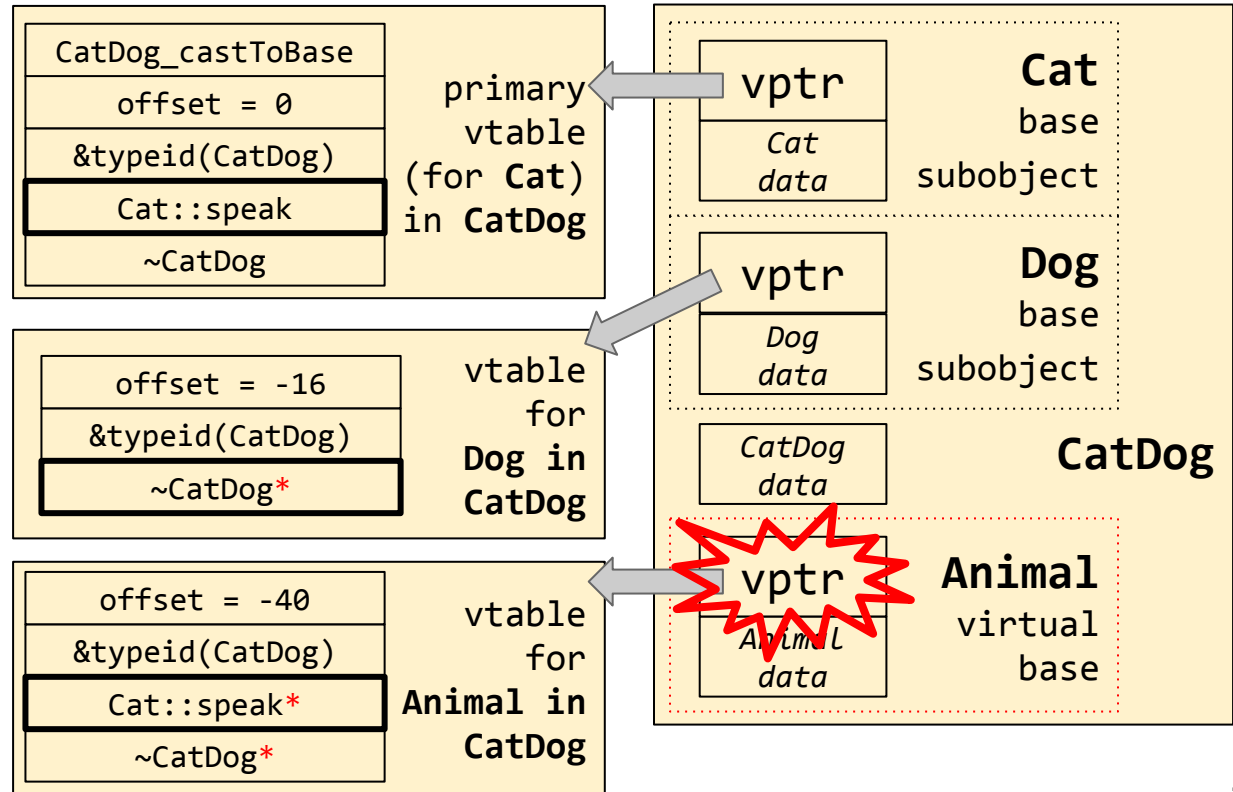 CatDog_castToBase
offset = 0
&typeid(CatDog)
Cat::speak
~CatDog
primary
vtable
(for Cat)
in CatDog
offset = -16
&typeid(CatDog)
~CatDog*
vtable
for
Dog in
CatDog
offset = -40
&typeid(CatDog)
Cat::speak*
~CatDog*
vtable
for
Animal in
CatDog
vptr
Cat
data
Cat
base
subobject
vptr
Dog
data
Dog
base
subobject
CatDog
data
CatDog
vptr
Animal
data
Animal
virtual
base